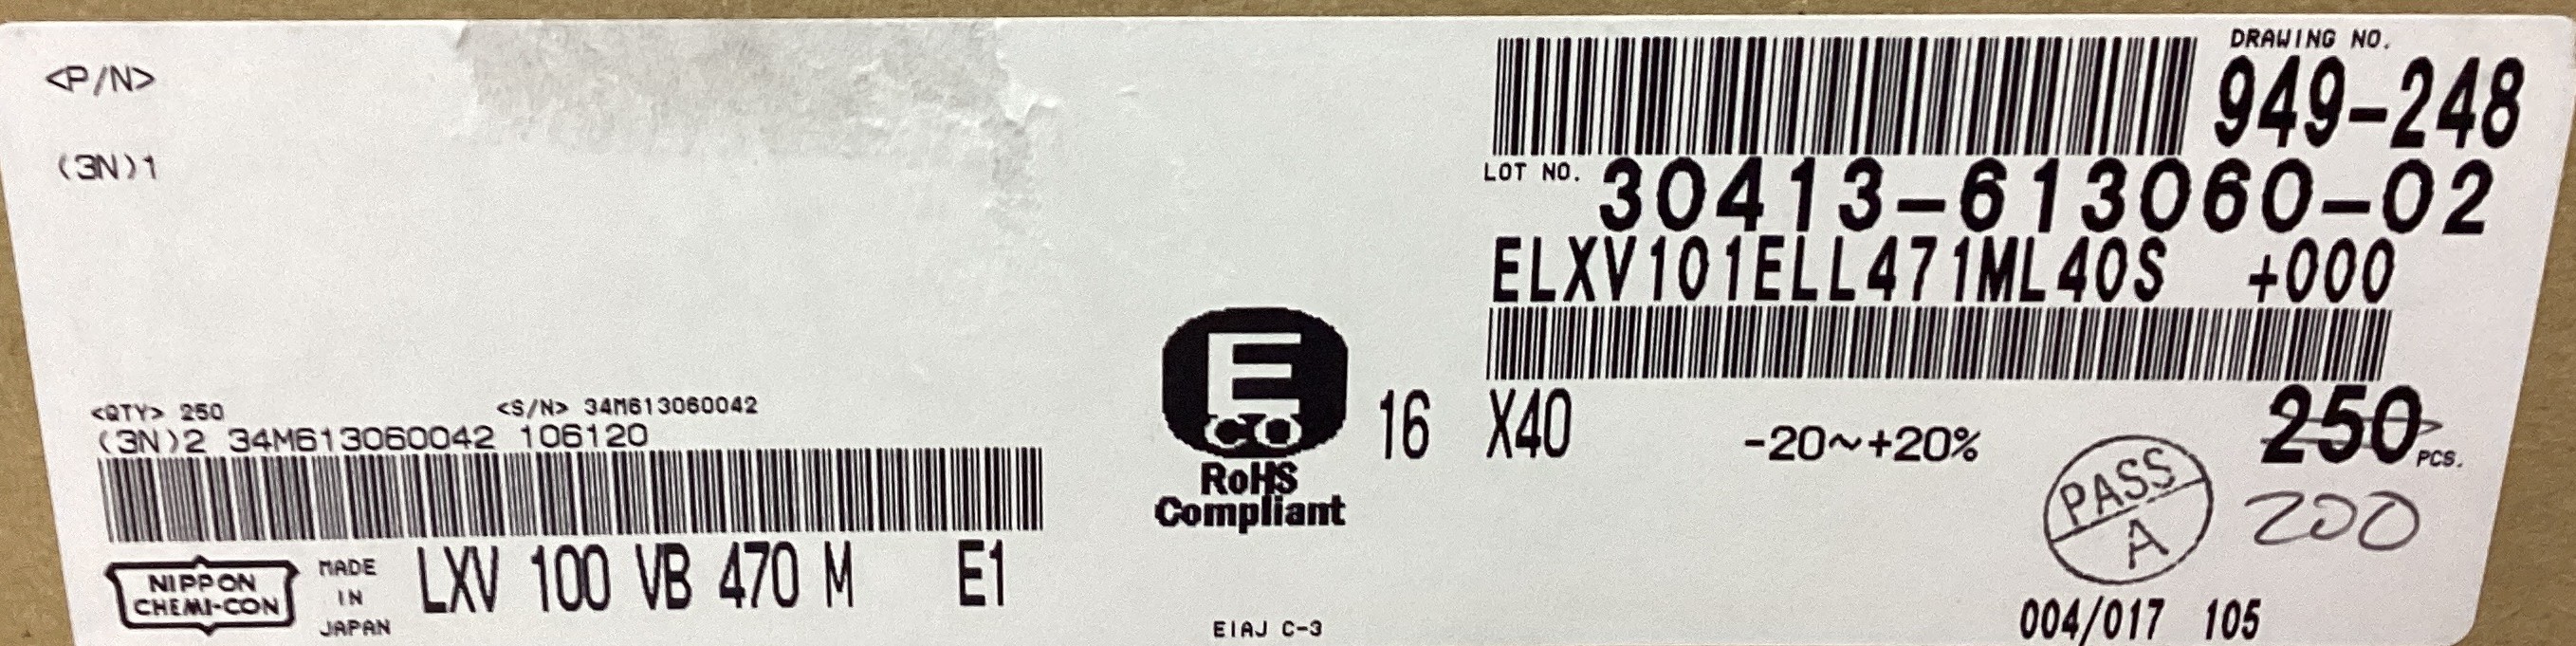 <P/N>
(3N)1
DRAWING NO.
949-248
LOT NO. 30413-613060-02
ELXV101ELL471ML40S +000
<QTY> 250 <S/N> 34M613060042
(3N)2 34M613060042 106120
E
CO
RoHS
Compliant
16 X40 -20~+20% 250 PCS.
PASS
A
200
NIPPON
CHEMI-CON
MADE
IN
JAPAN
LXV 100 VB 470 M E1
EIAJ C-3
004/017 105